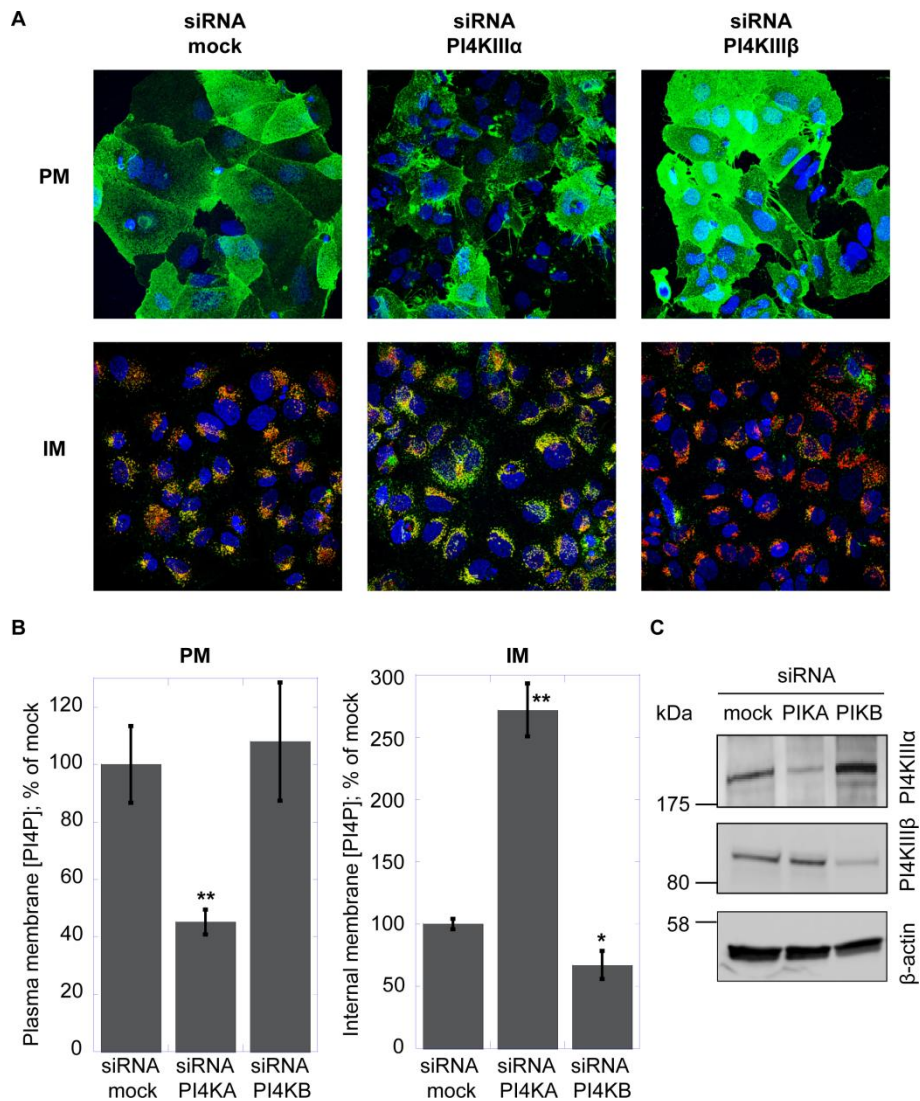 A
siRNA
mock
siRNA
PI4KIIIα
siRNA
PI4KIIIβ
PM
IM
B
PM
Plasma membrane [PI4P]; % of mock
120
100
80
60
40
20
0
**
siRNA
mock
siRNA
PI4KA
siRNA
PI4KB
IM
Internal membrane [PI4P]; % of mock
300
250
200
150
100
50
0
**
*
siRNA
mock
siRNA
PI4KA
siRNA
PI4KB
C
siRNA
kDa
mock PIKA PIKB
175
PI4KIIIα
80
PI4KIIIβ
58
β-actin